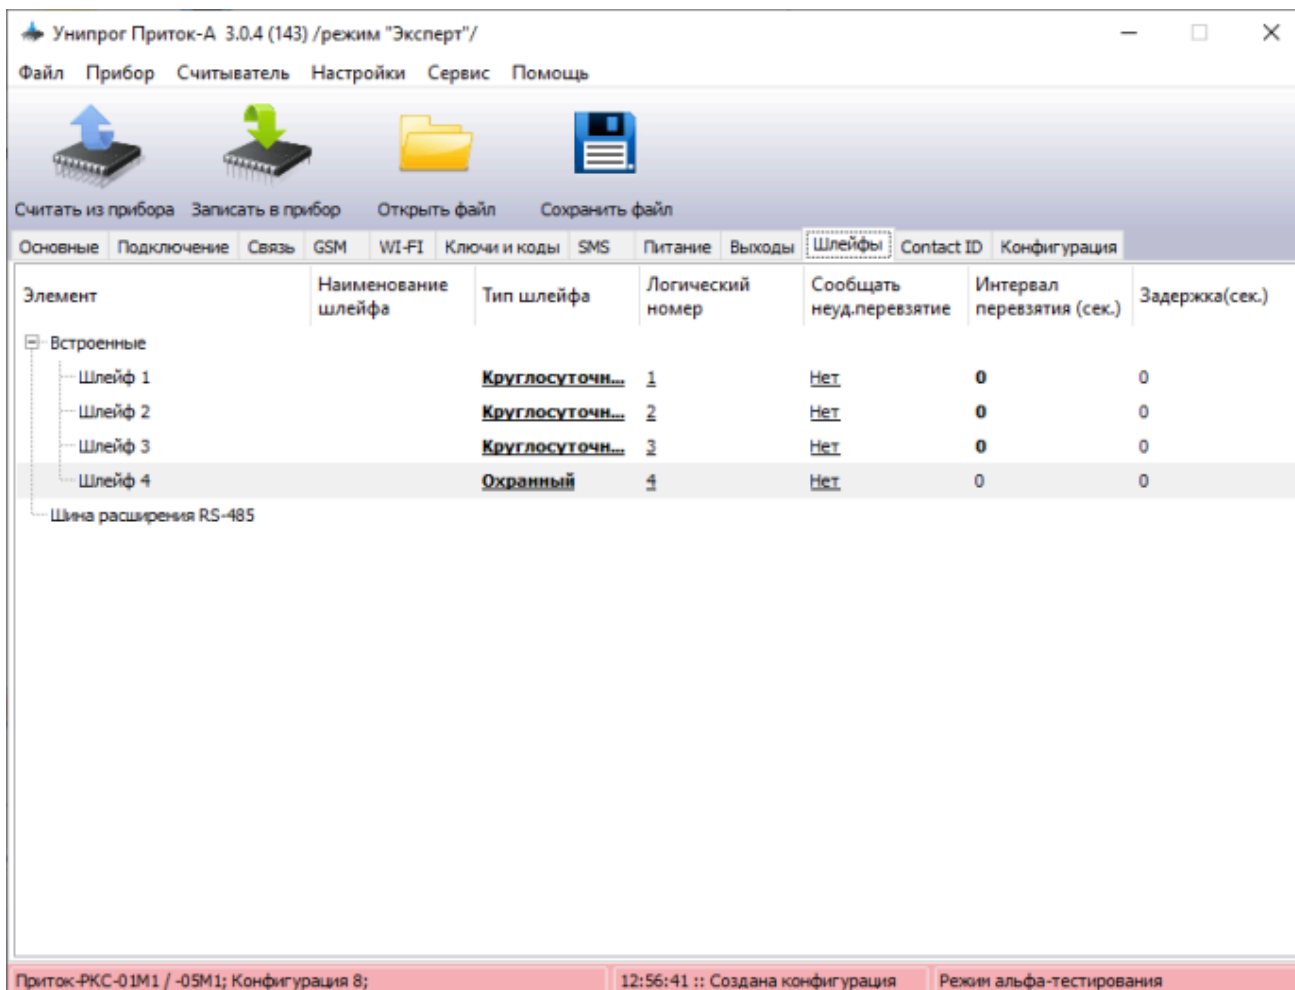 Унипрог Приток-А 3.0.4 (143) /режим "Эксперт"/
Файл Прибор Считыватель Настройки Сервис Помощь
Считать из прибора Записать в прибор Открыть файл Сохранить файл
Основные Подключение Связь GSM WI-FI Ключи и коды SMS Питание Выходы Шлейфы Contact ID Конфигурация
Элемент Наименование шлейфа Тип шлейфа Логический номер Сообщать неуд.перевзятие Интервал перевзятия (сек.) Задержка(сек.)
Встроенные
Шлейф 1 Круглосуточн... 1 Нет 0 0
Шлейф 2 Круглосуточн... 2 Нет 0 0
Шлейф 3 Круглосуточн... 3 Нет 0 0
Шлейф 4 Охранный 4 Нет 0 0
Шина расширения RS-485
Приток-РКС-01М1 / -05М1; Конфигурация 8; 12:56:41 :: Создана конфигурация Режим альфа-тестирования